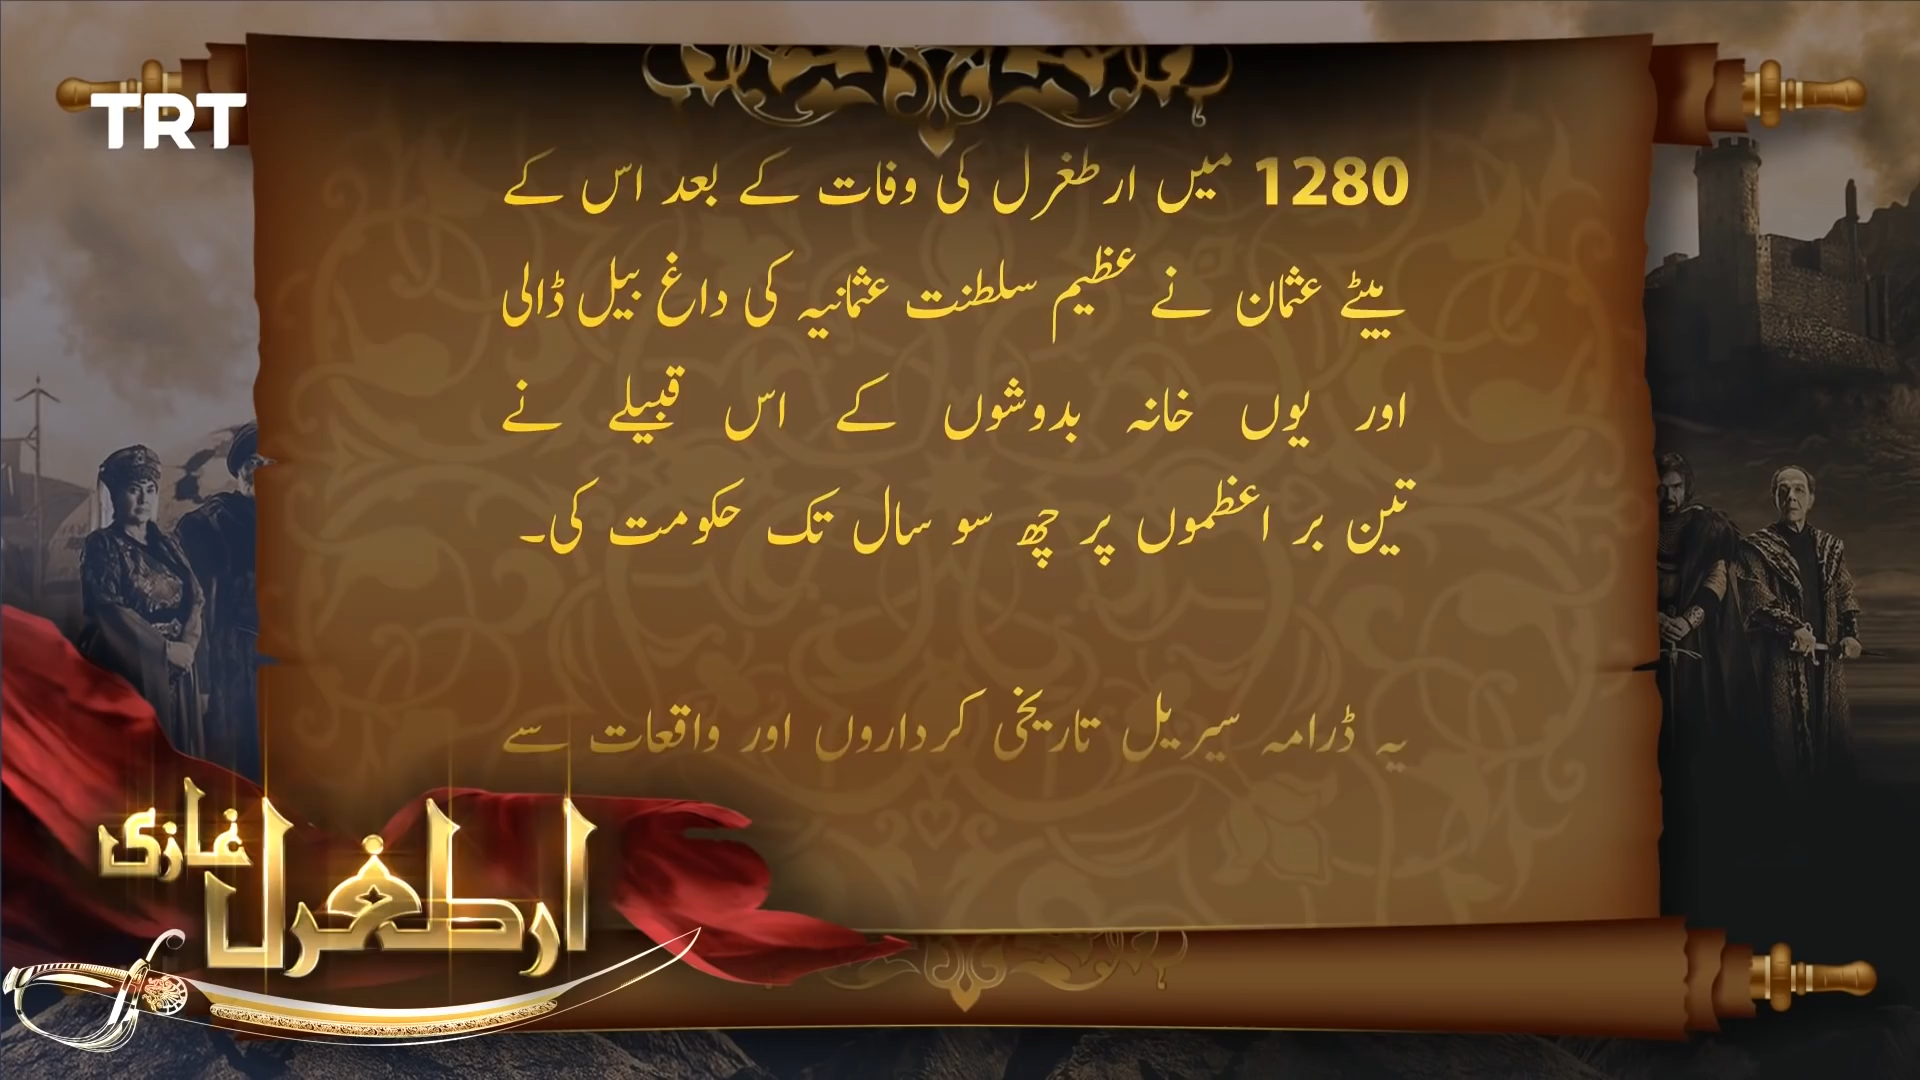 TRT
1280 میں ارطغرل کی وفات کے بعد اس کے
بیٹے عثمان نے عظیم سلطنت عثمانیہ کی داغ بیل ڈالی
اور یوں خانہ بدوشوں کے اس قبیلے نے
تین بر اعظموں پر چھ سو سال تک حکومت کی۔
یہ ڈرامہ سیریل تاریخی کرداروں اور واقعات سے
ارطغرل غازی